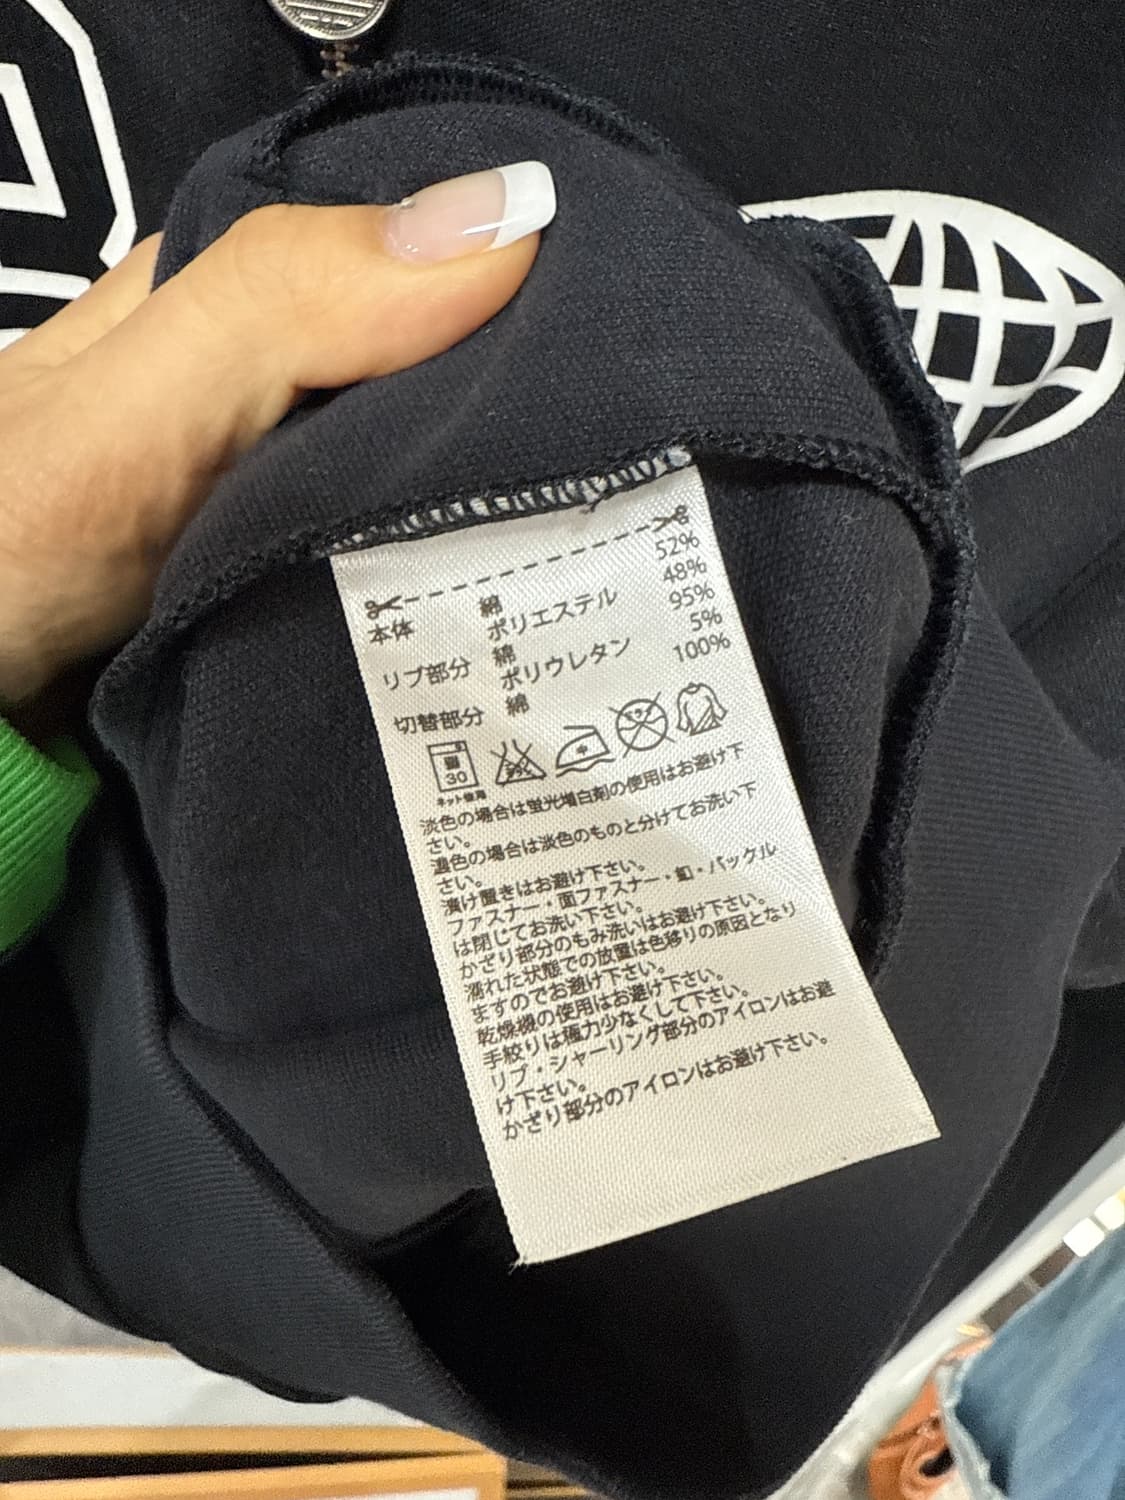 52%
本体 綿 48%
ポリエステル 95%
リブ部分 綿 5%
ポリウレタン 100%
切替部分 綿
30
ネット使用
淡色の場合は蛍光増白剤の使用はお避け下
さい。
濃色の場合は淡色のものと分けてお洗い下
さい。
漬け置きはお避け下さい。
ファスナー・面ファスナー・釦・バックル
は閉じてお洗い下さい。
かざり部分のもみ洗いはお避け下さい。
濡れた状態での放置は色移りの原因となり
ますのでお避け下さい。
乾燥機の使用はお避け下さい。
手絞りは極力少なくして下さい。
リブ・シャーリング部分のアイロンはお避
け下さい。
かざり部分のアイロンはお避け下さい。